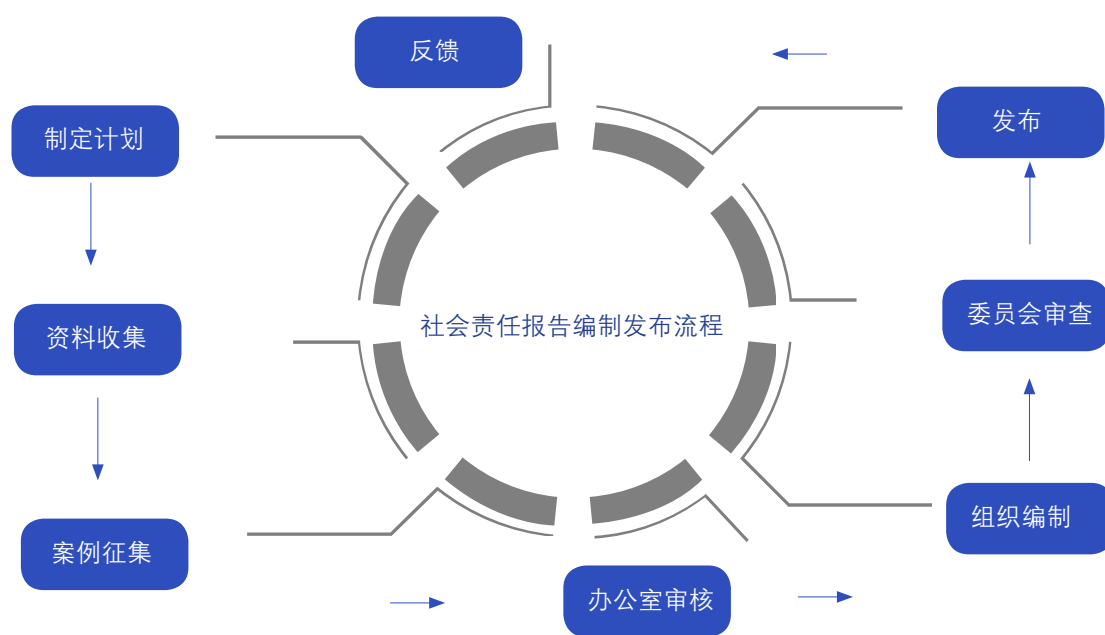 反馈
发布
制定计划
委员会审查
社会责任报告编制发布流程
资料收集
组织编制
案例征集
办公室审核